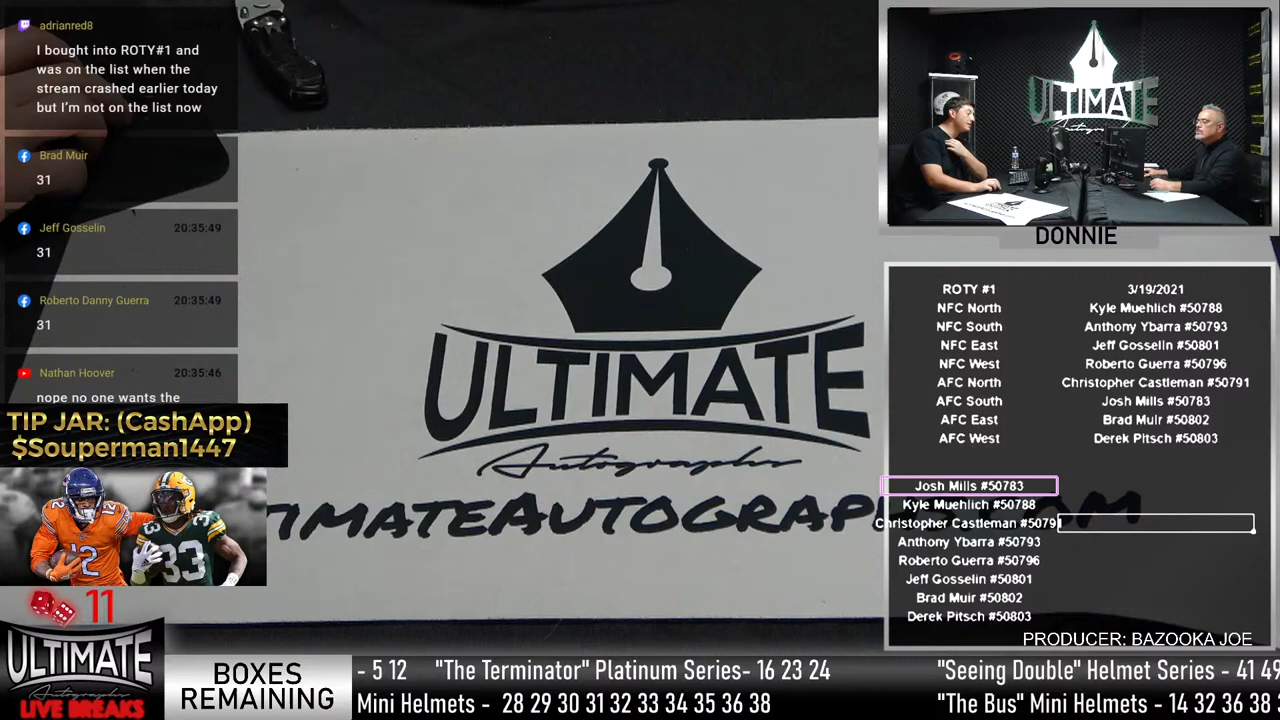 adrianred8
I bought into ROTY#1 and
was on the list when the
stream crashed earlier today
but I'm not on the list now
Brad Muir
31
Jeff Gosselin
20:35:49
31
Roberto Danny Guerra
20:35:49
31
Nathan Hoover
20:35:46
nope no one wants the
TIP JAR: (CashApp)
$Souperman1447
12
33
11
ULTIMATE
Autographs
LIVE BREAKS
ULTIMATE
Autographs
ULTIMATE
Autographs
DONNIE
ROTY #1 3/19/2021
NFC North Kyle Muehlich #50788
NFC South Anthony Ybarra #50793
NFC East Jeff Gosselin #50801
NFC West Roberto Guerra #50796
AFC North Christopher Castleman #50791
AFC South Josh Mills #50783
AFC East Brad Muir #50802
AFC West Derek Pitsch #50803
Josh Mills #50783
Kyle Muehlich #50788
Christopher Castleman #5079
Anthony Ybarra #50793
Roberto Guerra #50796
Jeff Gosselin #50801
Brad Muir #50802
Derek Pitsch #50803
PRODUCER: BAZOOKA JOE
BOXES
REMAINING
- 5 12 "The Terminator" Platinum Series- 16 23 24 "Seeing Double" Helmet Series - 41 49
Mini Helmets - 28 29 30 31 32 33 34 35 36 38 "The Bus" Mini Helmets - 14 32 36 38